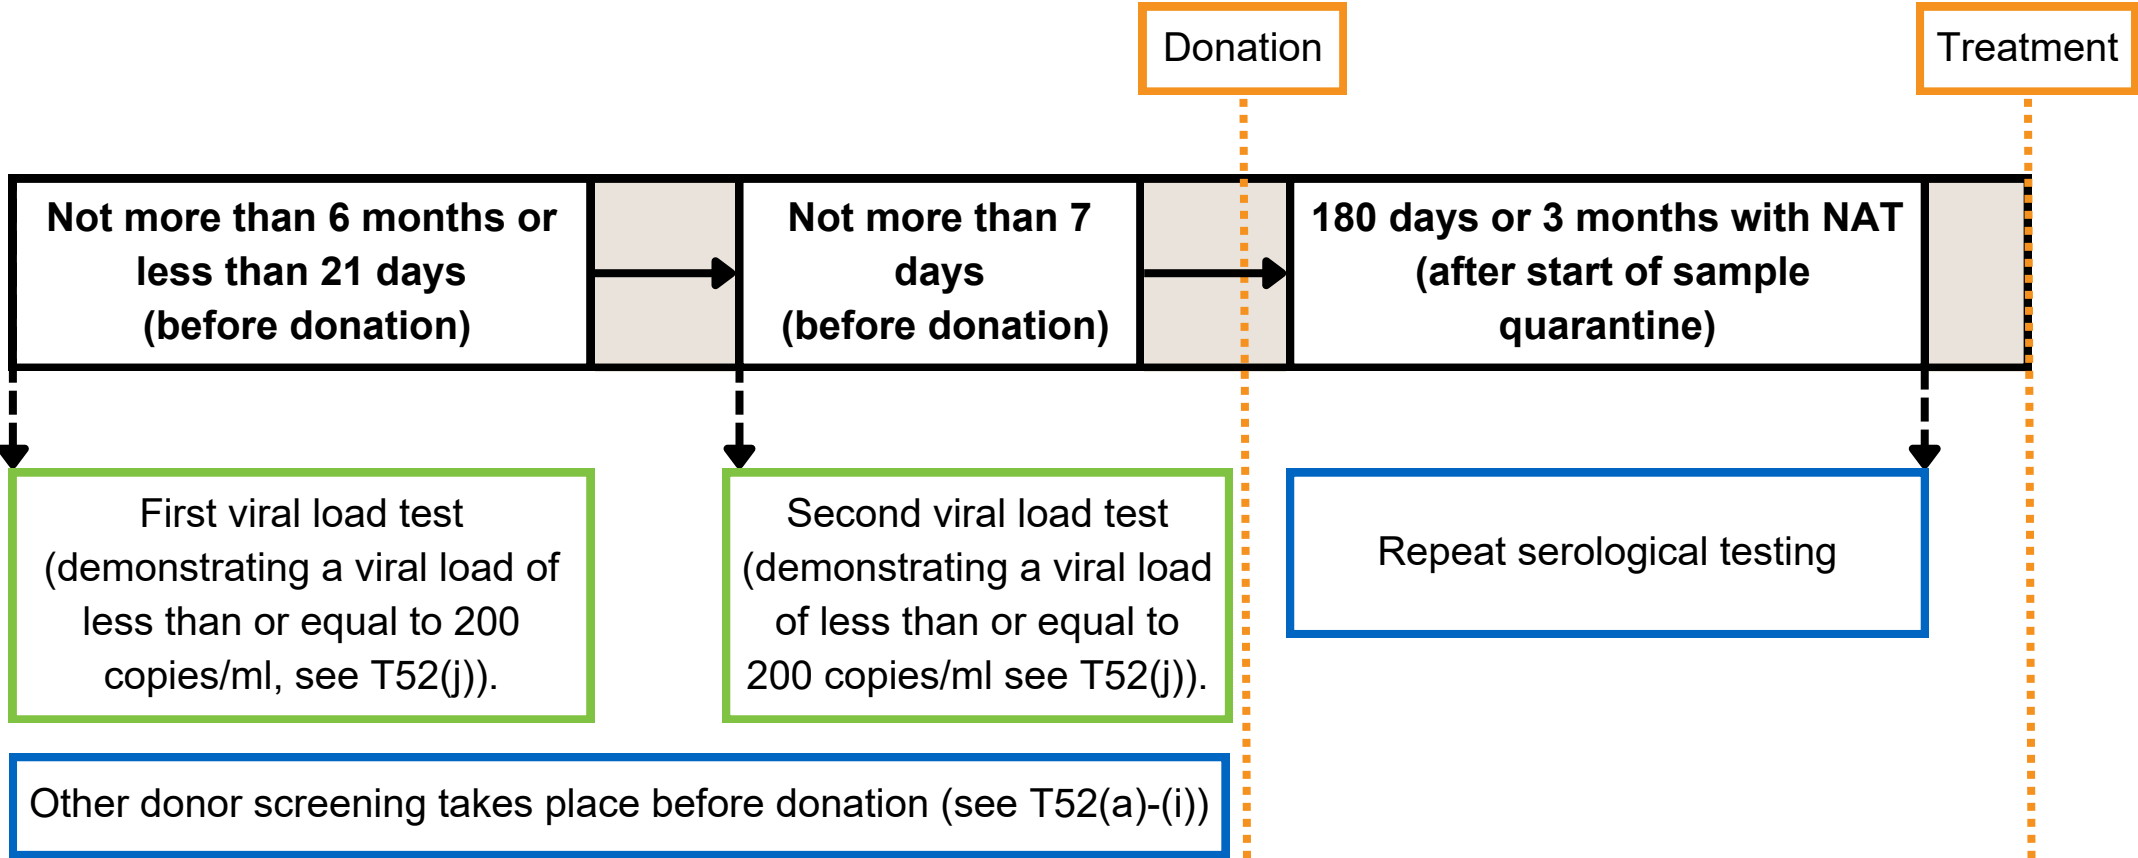 Donation
Treatment
Not more than 6 months or
less than 21 days
(before donation)
Not more than 7
days
(before donation)
180 days or 3 months with NAT
(after start of sample
quarantine)
First viral load test
(demonstrating a viral load of
less than or equal to 200
copies/ml, see T52(j)).
Second viral load test
(demonstrating a viral load
of less than or equal to
200 copies/ml see T52(j)).
Repeat serological testing
Other donor screening takes place before donation (see T52(a)-(i))